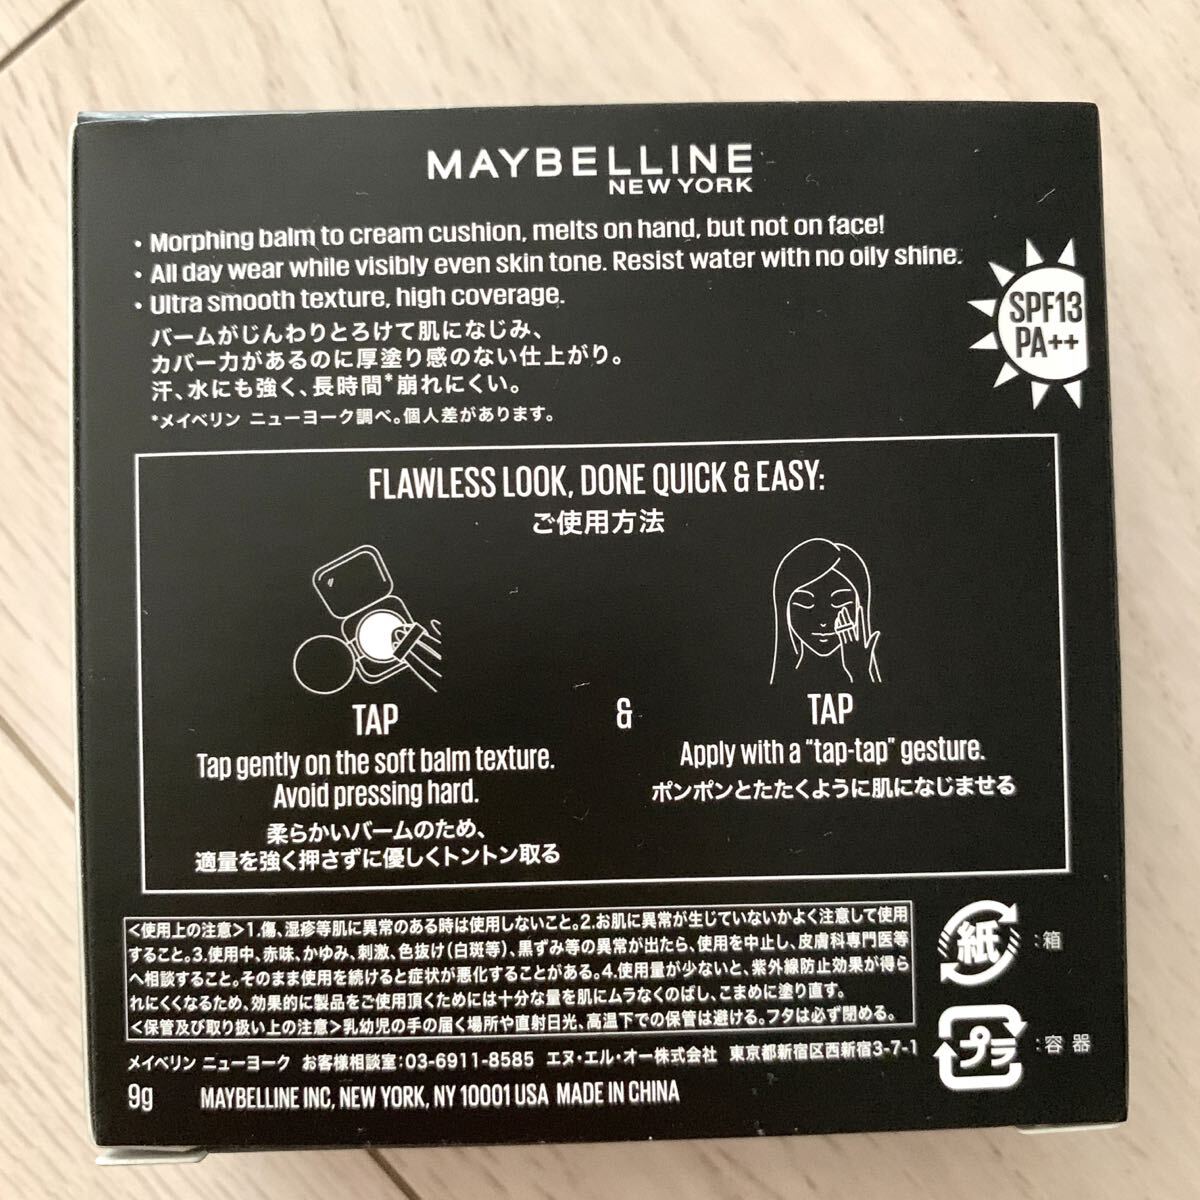 MAYBELLINE
NEW YORK
• Morphing balm to cream cushion, melts on hand, but not on face!
• All day wear while visibly even skin tone. Resist water with no oily shine.
• Ultra smooth texture, high coverage.
バームがじんわりとろけて肌になじみ、
カバー力があるのに厚塗り感のない仕上がり。
汗、水にも強く、長時間*崩れにくい。
*メイベリン ニューヨーク調べ。個人差があります。
SPF13
PA++
FLAWLESS LOOK, DONE QUICK & EASY:
ご使用方法
TAP
Tap gently on the soft balm texture.
Avoid pressing hard.
柔らかいバームのため、
適量を強く押さずに優しくトントン取る
&
TAP
Apply with a “tap-tap” gesture.
ポンポンとたたくように肌になじませる
<使用上の注意>1.傷、湿疹等肌に異常のある時は使用しないこと。2.お肌に異常が生じていないかよく注意して使用
すること。3.使用中、赤味、かゆみ、刺激、色抜け(白斑等)、黒ずみ等の異常が出たら、使用を中止し、皮膚科専門医等
へ相談すること。そのまま使用を続けると症状が悪化することがある。4.使用量が少ないと、紫外線防止効果が得ら
れにくくなるため、効果的に製品をご使用頂くためには十分な量を肌にムラなくのばし、こまめに塗り直す。
<保管及び取り扱い上の注意>乳幼児の手の届く場所や直射日光、高温下での保管は避ける。フタは必ず閉める。
紙 :箱
プラ :容器
メイベリン ニューヨーク お客様相談室:03-6911-8585 エヌ・エル・オー株式会社 東京都新宿区西新宿3-7-1
9g MAYBELLINE INC, NEW YORK, NY 10001 USA MADE IN CHINA